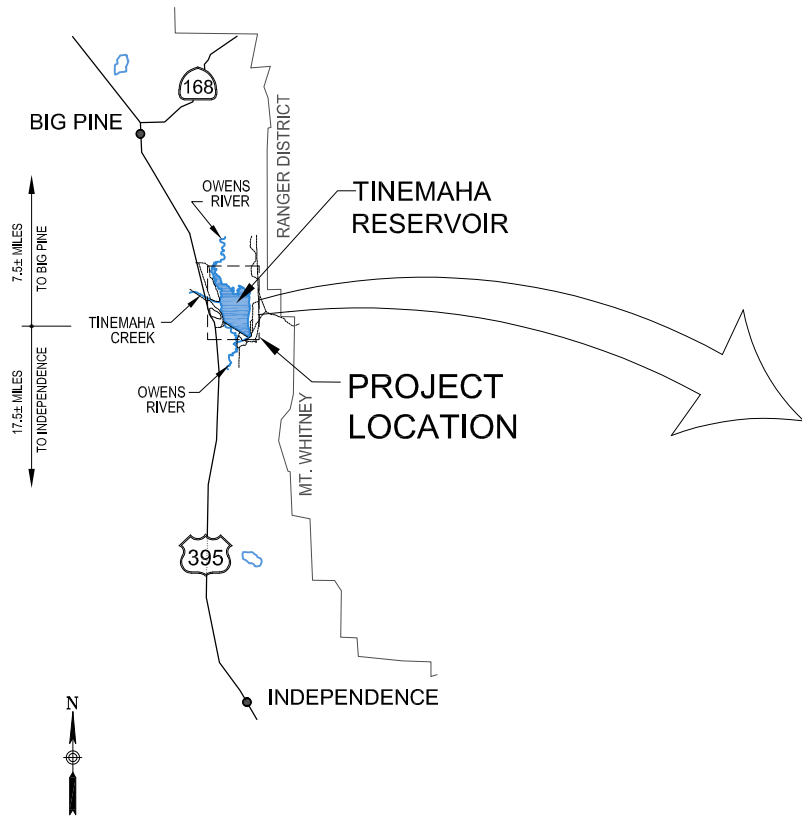 168
BIG PINE
RANGER DISTRICT
OWENS
RIVER
TINEMAHA
RESERVOIR
7.5± MILES
TO BIG PINE
TINEMAHA
CREEK
17.5± MILES
TO INDEPENDENCE
OWENS
RIVER
PROJECT
LOCATION
MT. WHITNEY
395
INDEPENDENCE
N